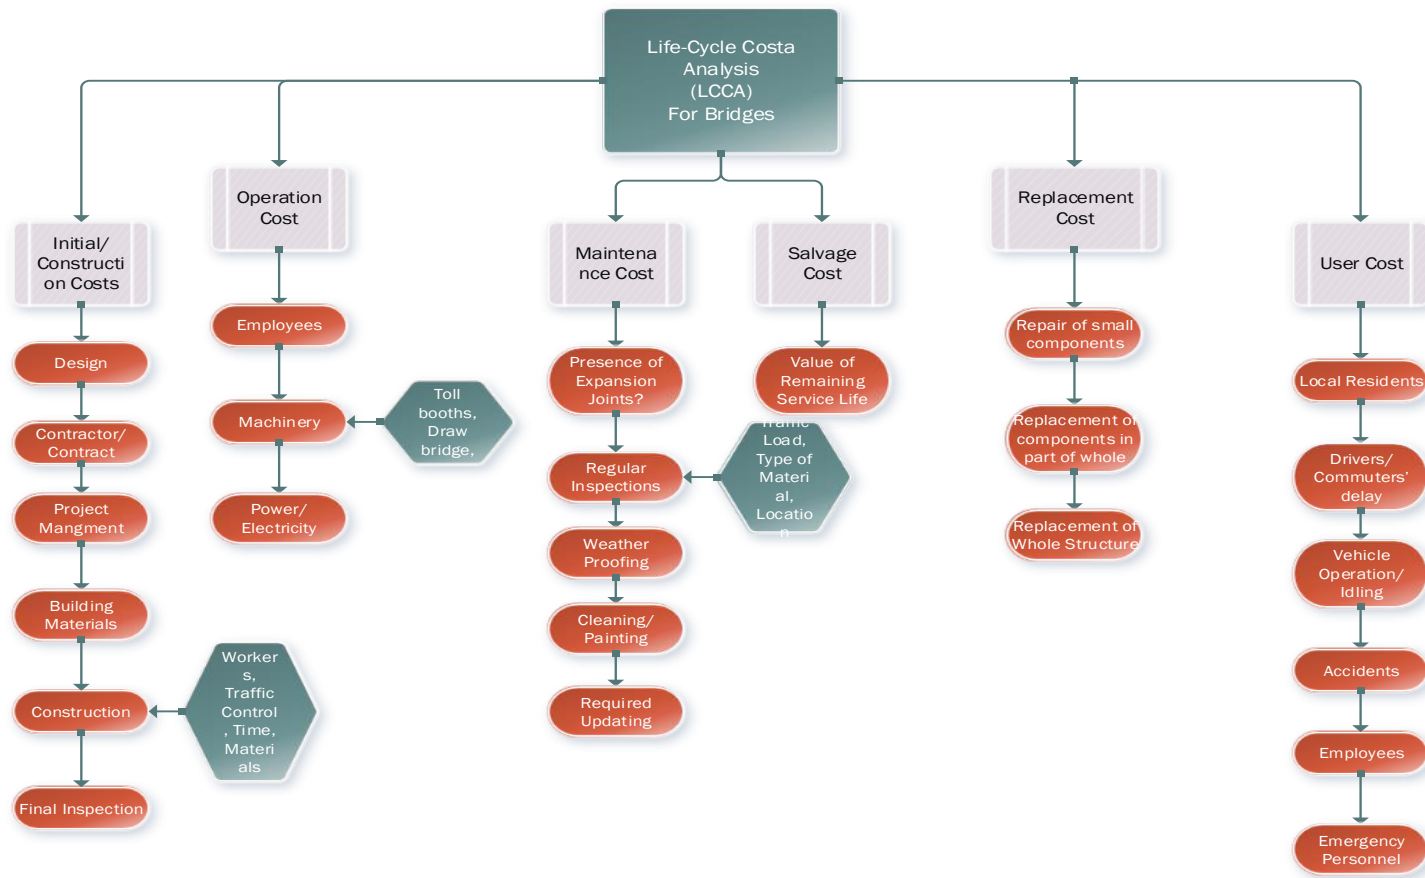 Life-Cycle Costa
Analysis
(LCCA)
For Bridges
Initial/
Constructi
on Costs
Design
Contractor/
Contract
Project
Mangment
Building
Materials
Construction
Worker
s,
Traffic
Control
, Time,
Materi
als
Final Inspection
Operation
Cost
Employees
Machinery
Toll
booths,
Draw
bridge,
Power/
Electricity
Maintena
nce Cost
Presence of
Expansion
Joints?
Regular
Inspections
Traffic
Load,
Type of
Materi
al,
Locatio
n
Weather
Proofing
Cleaning/
Painting
Required
Updating
Salvage
Cost
Value of
Remaining
Service Life
Replacement
Cost
Repair of small
components
Replacement of
components in
part of whole
Replacement of
Whole Structure
User Cost
Local Residents
Drivers/
Commuters’
delay
Vehicle
Operation/
Idling
Accidents
Employees
Emergency
Personnel